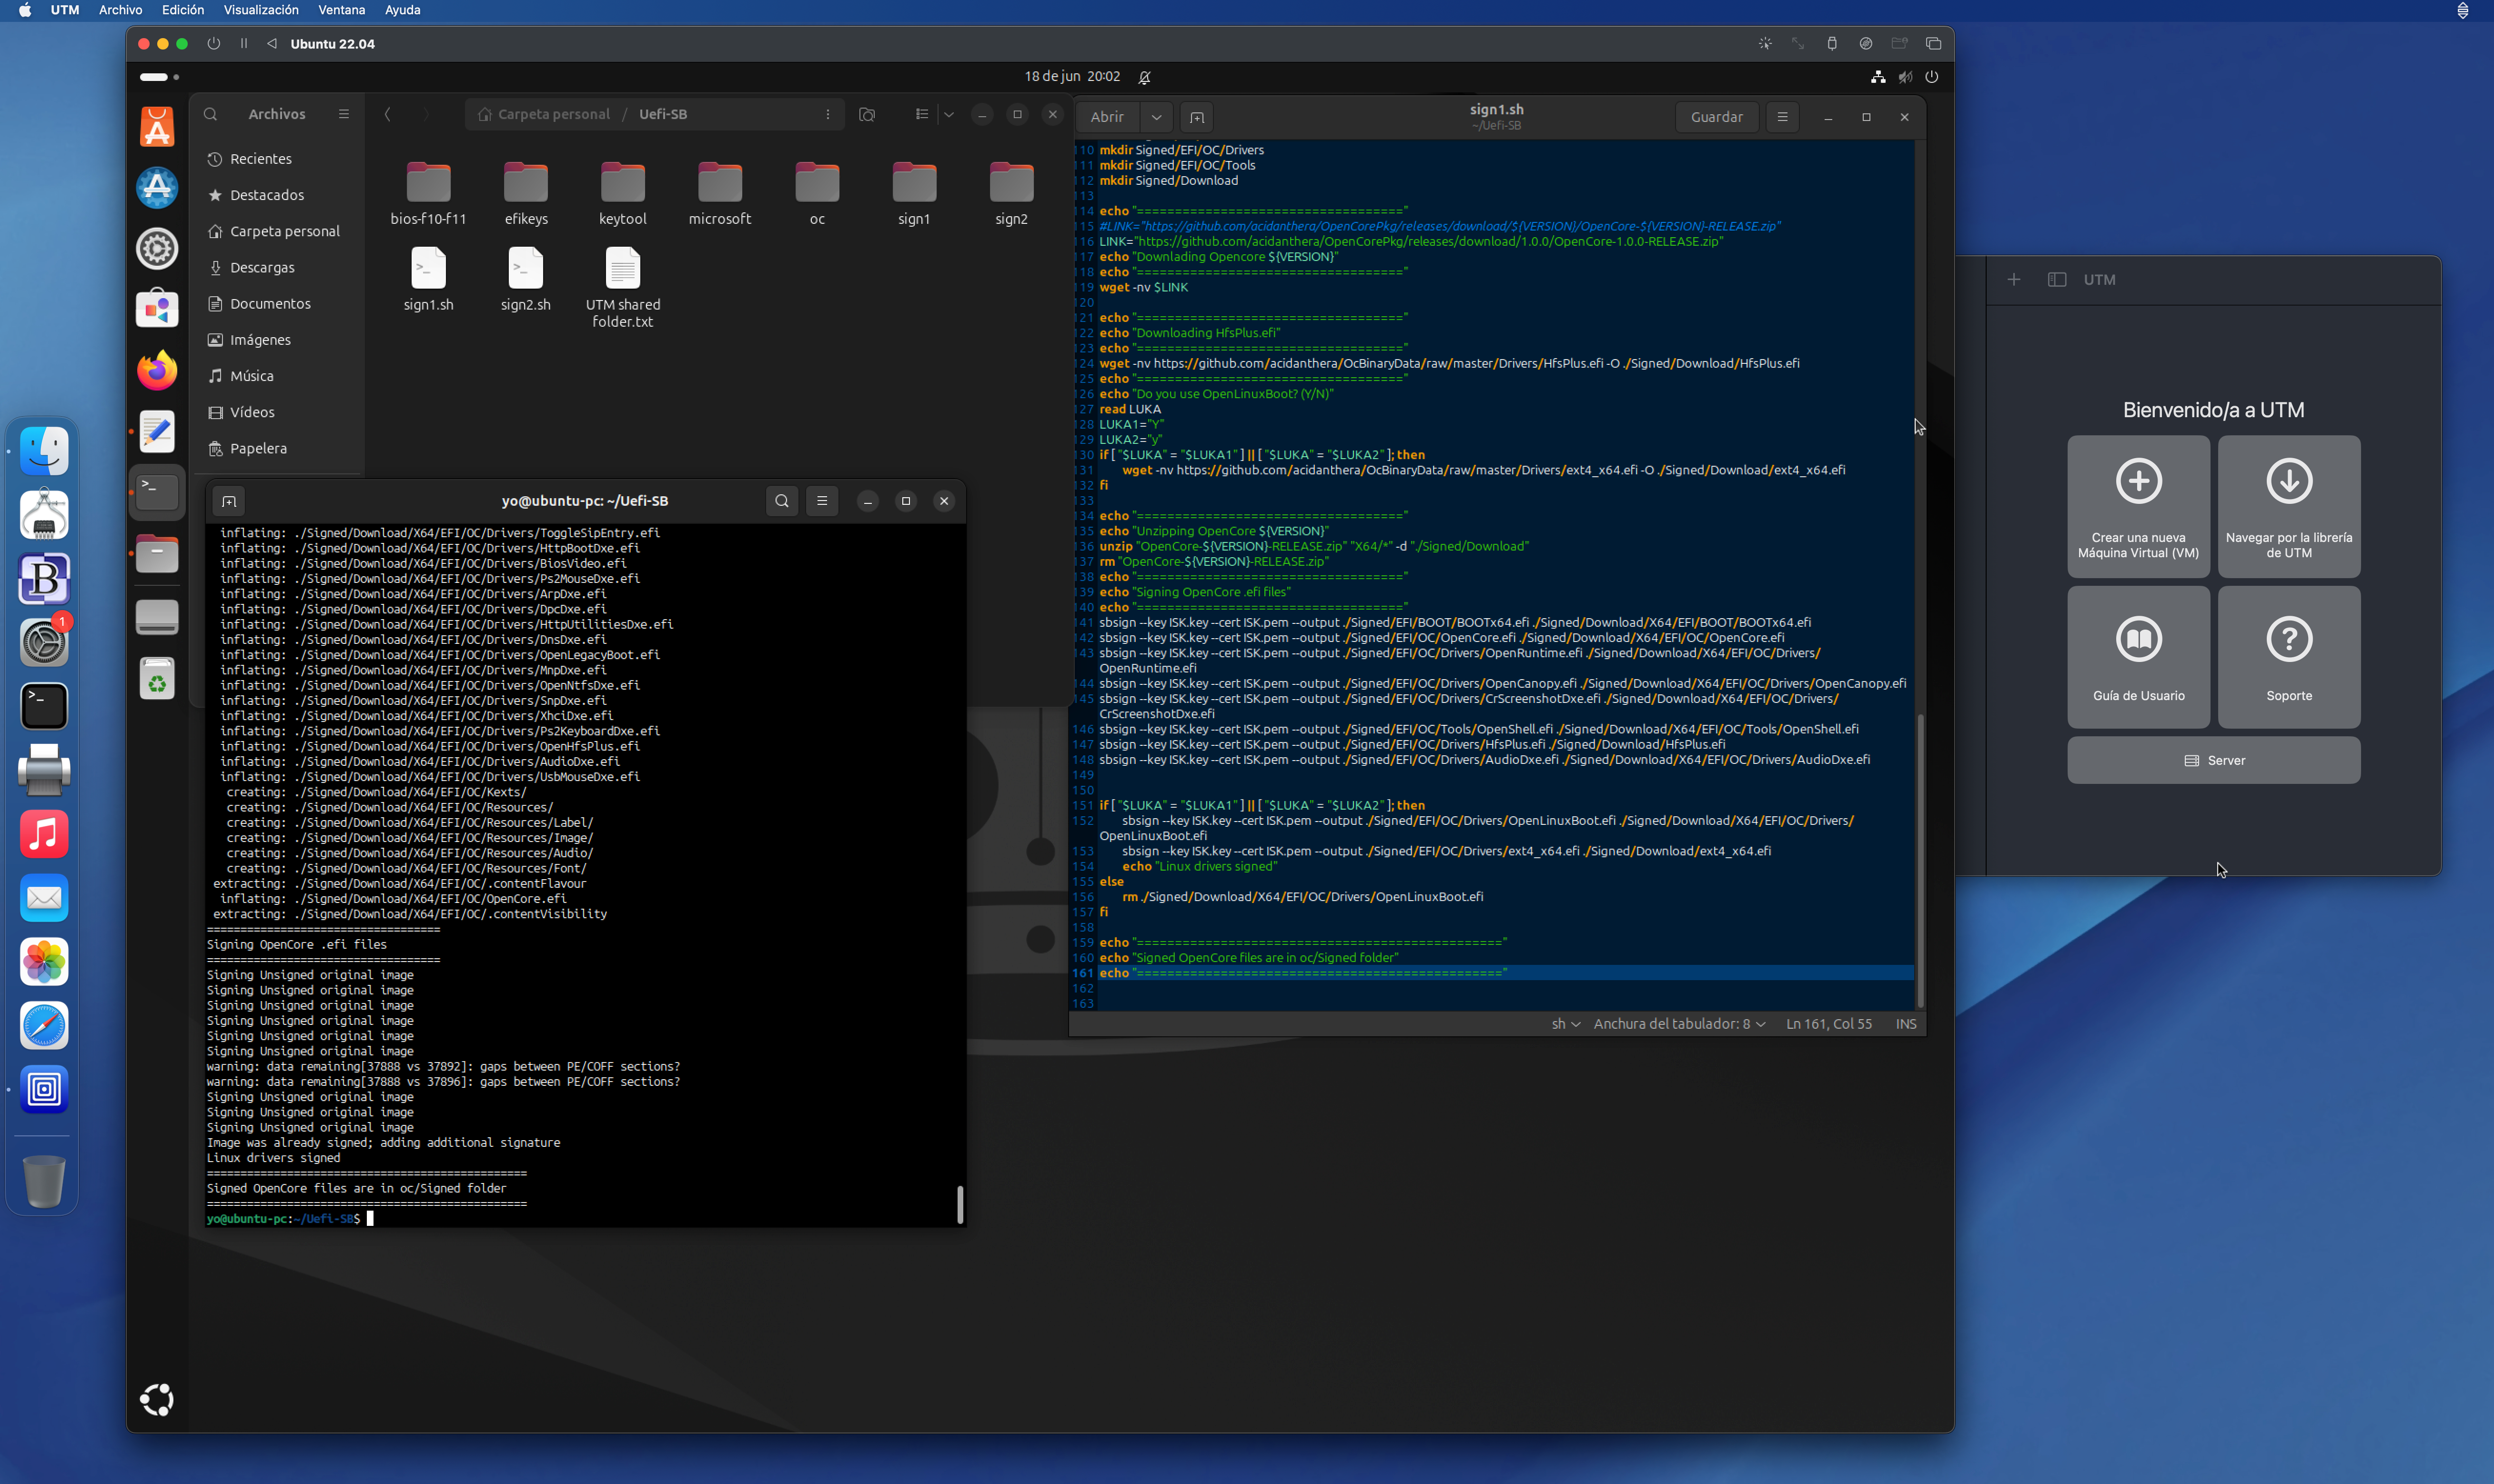 UTM Archivo Edición Visualización Ventana Ayuda
Ubuntu 22.04
18 de jun 20:02
Archivos
Carpeta personal / Uefi-SB
Recientes
Destacados
Carpeta personal
Descargas
Documentos
Imágenes
Música
Vídeos
Papelera
bios-f10-f11
efikeys
keytool
microsoft
oc
sign1
sign2
sign1.sh
sign2.sh
UTM shared
folder.txt
Abrir
sign1.sh
~/Uefi-SB
Guardar
110 mkdir Signed/EFI/OC/Drivers
111 mkdir Signed/EFI/OC/Tools
112 mkdir Signed/Download
113
114 echo "==================================="
115 #LINK="https://github.com/acidanthera/OpenCorePkg/releases/download/${VERSION}/OpenCore-${VERSION}-RELEASE.zip"
116 LINK="https://github.com/acidanthera/OpenCorePkg/releases/download/1.0.0/OpenCore-1.0.0-RELEASE.zip"
117 echo "Downlading Opencore ${VERSION}"
118 echo "==================================="
119 wget -nv $LINK
120
121 echo "==================================="
122 echo "Downloading HfsPlus.efi"
123 echo "==================================="
124 wget -nv https://github.com/acidanthera/OcBinaryData/raw/master/Drivers/HfsPlus.efi -O ./Signed/Download/HfsPlus.efi
125 echo "==================================="
126 echo "Do you use OpenLinuxBoot? (Y/N)"
127 read LUKA
128 LUKA1="Y"
129 LUKA2="y"
130 if [ "$LUKA" = "$LUKA1" ] || [ "$LUKA" = "$LUKA2" ]; then
131 wget -nv https://github.com/acidanthera/OcBinaryData/raw/master/Drivers/ext4_x64.efi -O ./Signed/Download/ext4_x64.efi
132 fi
133
134 echo "==================================="
135 echo "Unzipping OpenCore ${VERSION}"
136 unzip "OpenCore-${VERSION}-RELEASE.zip" "X64/*" -d "./Signed/Download"
137 rm "OpenCore-${VERSION}-RELEASE.zip"
138 echo "==================================="
139 echo "Signing OpenCore .efi files"
140 echo "==================================="
141 sbsign --key ISK.key --cert ISK.pem --output ./Signed/EFI/BOOT/BOOTx64.efi ./Signed/Download/X64/EFI/BOOT/BOOTx64.efi
142 sbsign --key ISK.key --cert ISK.pem --output ./Signed/EFI/OC/OpenCore.efi ./Signed/Download/X64/EFI/OC/OpenCore.efi
143 sbsign --key ISK.key --cert ISK.pem --output ./Signed/EFI/OC/Drivers/OpenRuntime.efi ./Signed/Download/X64/EFI/OC/Drivers/
OpenRuntime.efi
144 sbsign --key ISK.key --cert ISK.pem --output ./Signed/EFI/OC/Drivers/OpenCanopy.efi ./Signed/Download/X64/EFI/OC/Drivers/OpenCanopy.efi
145 sbsign --key ISK.key --cert ISK.pem --output ./Signed/EFI/OC/Drivers/CrScreenshotDxe.efi ./Signed/Download/X64/EFI/OC/Drivers/
CrScreenshotDxe.efi
146 sbsign --key ISK.key --cert ISK.pem --output ./Signed/EFI/OC/Tools/OpenShell.efi ./Signed/Download/X64/EFI/OC/Tools/OpenShell.efi
147 sbsign --key ISK.key --cert ISK.pem --output ./Signed/EFI/OC/Drivers/HfsPlus.efi ./Signed/Download/HfsPlus.efi
148 sbsign --key ISK.key --cert ISK.pem --output ./Signed/EFI/OC/Drivers/AudioDxe.efi ./Signed/Download/X64/EFI/OC/Drivers/AudioDxe.efi
149
150
151 if [ "$LUKA" = "$LUKA1" ] || [ "$LUKA" = "$LUKA2" ]; then
152 sbsign --key ISK.key --cert ISK.pem --output ./Signed/EFI/OC/Drivers/OpenLinuxBoot.efi ./Signed/Download/X64/EFI/OC/Drivers/
OpenLinuxBoot.efi
153 sbsign --key ISK.key --cert ISK.pem --output ./Signed/EFI/OC/Drivers/ext4_x64.efi ./Signed/Download/ext4_x64.efi
154 echo "Linux drivers signed"
155 else
156 rm ./Signed/Download/X64/EFI/OC/Drivers/OpenLinuxBoot.efi
157 fi
158
159 echo "================================================"
160 echo "Signed OpenCore files are in oc/Signed folder"
161 echo "================================================"
162
163
sh Anchura del tabulador: 8 Ln 161, Col 55 INS
yo@ubuntu-pc: ~/Uefi-SB
inflating: ./Signed/Download/X64/EFI/OC/Drivers/ToggleSipEntry.efi
inflating: ./Signed/Download/X64/EFI/OC/Drivers/HttpBootDxe.efi
inflating: ./Signed/Download/X64/EFI/OC/Drivers/BiosVideo.efi
inflating: ./Signed/Download/X64/EFI/OC/Drivers/Ps2MouseDxe.efi
inflating: ./Signed/Download/X64/EFI/OC/Drivers/ArpDxe.efi
inflating: ./Signed/Download/X64/EFI/OC/Drivers/DpcDxe.efi
inflating: ./Signed/Download/X64/EFI/OC/Drivers/HttpUtilitiesDxe.efi
inflating: ./Signed/Download/X64/EFI/OC/Drivers/DnsDxe.efi
inflating: ./Signed/Download/X64/EFI/OC/Drivers/OpenLegacyBoot.efi
inflating: ./Signed/Download/X64/EFI/OC/Drivers/MnpDxe.efi
inflating: ./Signed/Download/X64/EFI/OC/Drivers/OpenNtfsDxe.efi
inflating: ./Signed/Download/X64/EFI/OC/Drivers/SnpDxe.efi
inflating: ./Signed/Download/X64/EFI/OC/Drivers/XhciDxe.efi
inflating: ./Signed/Download/X64/EFI/OC/Drivers/Ps2KeyboardDxe.efi
inflating: ./Signed/Download/X64/EFI/OC/Drivers/OpenHfsPlus.efi
inflating: ./Signed/Download/X64/EFI/OC/Drivers/AudioDxe.efi
inflating: ./Signed/Download/X64/EFI/OC/Drivers/UsbMouseDxe.efi
creating: ./Signed/Download/X64/EFI/OC/Kexts/
creating: ./Signed/Download/X64/EFI/OC/Resources/
creating: ./Signed/Download/X64/EFI/OC/Resources/Label/
creating: ./Signed/Download/X64/EFI/OC/Resources/Image/
creating: ./Signed/Download/X64/EFI/OC/Resources/Audio/
creating: ./Signed/Download/X64/EFI/OC/Resources/Font/
extracting: ./Signed/Download/X64/EFI/OC/.contentFlavour
inflating: ./Signed/Download/X64/EFI/OC/OpenCore.efi
extracting: ./Signed/Download/X64/EFI/OC/.contentVisibility
===================================
Signing OpenCore .efi files
===================================
Signing Unsigned original image
Signing Unsigned original image
Signing Unsigned original image
Signing Unsigned original image
Signing Unsigned original image
Signing Unsigned original image
warning: data remaining[37888 vs 37892]: gaps between PE/COFF sections?
warning: data remaining[37888 vs 37896]: gaps between PE/COFF sections?
Signing Unsigned original image
Signing Unsigned original image
Signing Unsigned original image
Image was already signed; adding additional signature
Linux drivers signed
================================================
Signed OpenCore files are in oc/Signed folder
================================================
yo@ubuntu-pc:~/Uefi-SB$
UTM
Bienvenido/a a UTM
Crear una nueva
Máquina Virtual (VM)
Navegar por la librería
de UTM
Guía de Usuario
Soporte
Server
1